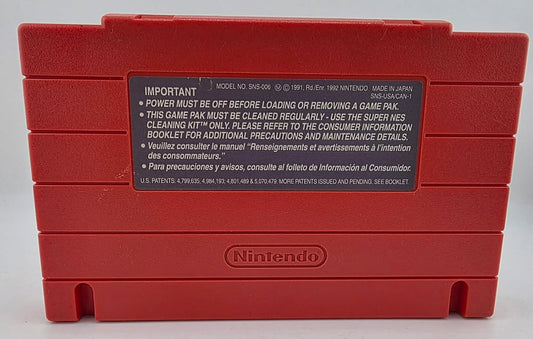 IMPORTANT
MODEL NO. SNS-006 Ⓜ © 1991, Rd./Enr. 1992 NINTENDO MADE IN JAPAN
SNS-USA/CAN-1
• POWER MUST BE OFF BEFORE LOADING OR REMOVING A GAME PAK.
• THIS GAME PAK MUST BE CLEANED REGULARLY - USE THE SUPER NES
CLEANING KIT™ ONLY. PLEASE REFER TO THE CONSUMER INFORMATION
BOOKLET FOR ADDITIONAL PRECAUTIONS AND MAINTENANCE DETAILS.
• Veuillez consulter le manuel “Renseignements et avertissements à l’intention
des consommateurs.”
• Para precauciones y avisos, consulte al folleto de Información al Consumidor.
U.S. PATENTS: 4,799,635; 4,984,193; 4,801,489 & 5,070,479. MORE PATENTS ISSUED AND PENDING. SEE BOOKLET.
Nintendo